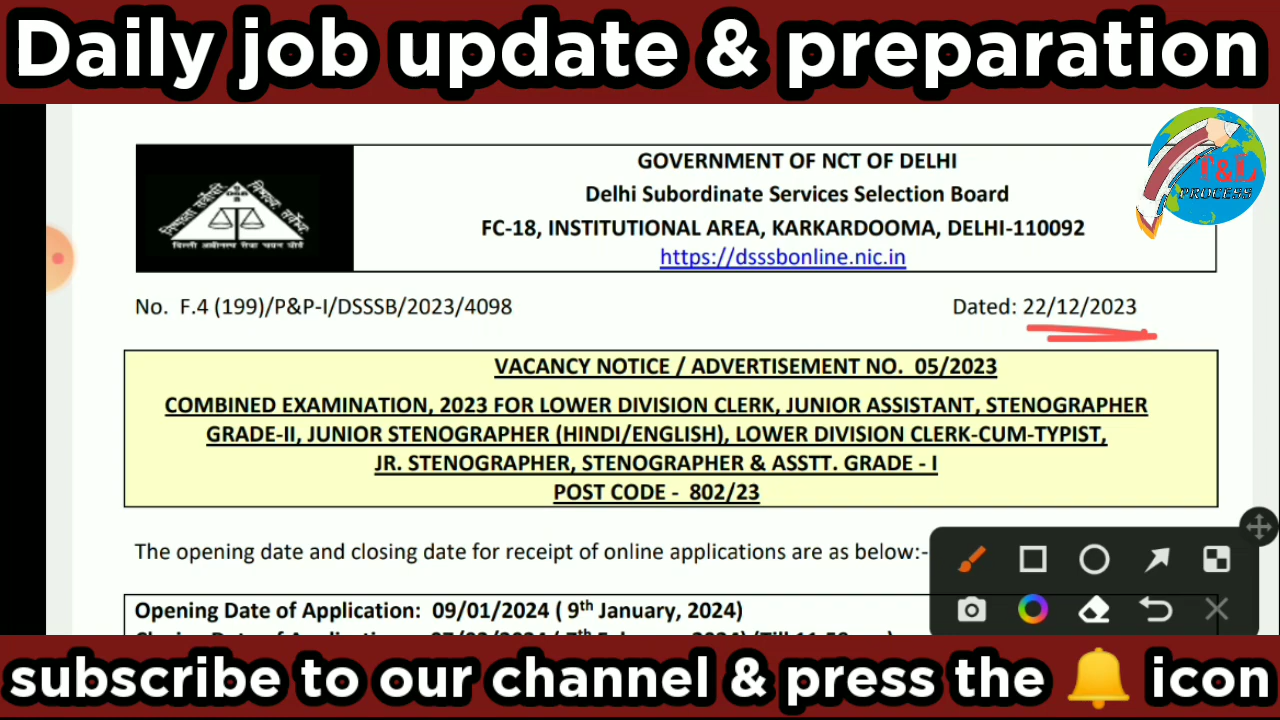 Daily job update & preparation
GOVERNMENT OF NCT OF DELHI
Delhi Subordinate Services Selection Board
FC-18, INSTITUTIONAL AREA, KARKARDOOMA, DELHI-110092
https://dsssbonline.nic.in
T&L
PROCESS
दिल्ली अधीनस्थ सेवा चयन बोर्ड
No. F.4 (199)/P&P-I/DSSSB/2023/4098
Dated: 22/12/2023
VACANCY NOTICE / ADVERTISEMENT NO. 05/2023
COMBINED EXAMINATION, 2023 FOR LOWER DIVISION CLERK, JUNIOR ASSISTANT, STENOGRAPHER
GRADE-II, JUNIOR STENOGRAPHER (HINDI/ENGLISH), LOWER DIVISION CLERK-CUM-TYPIST,
JR. STENOGRAPHER, STENOGRAPHER & ASSTT. GRADE - I
POST CODE - 802/23
The opening date and closing date for receipt of online applications are as below:-
Opening Date of Application: 09/01/2024 ( 9th January, 2024)
subscribe to our channel & press the 🔔 icon